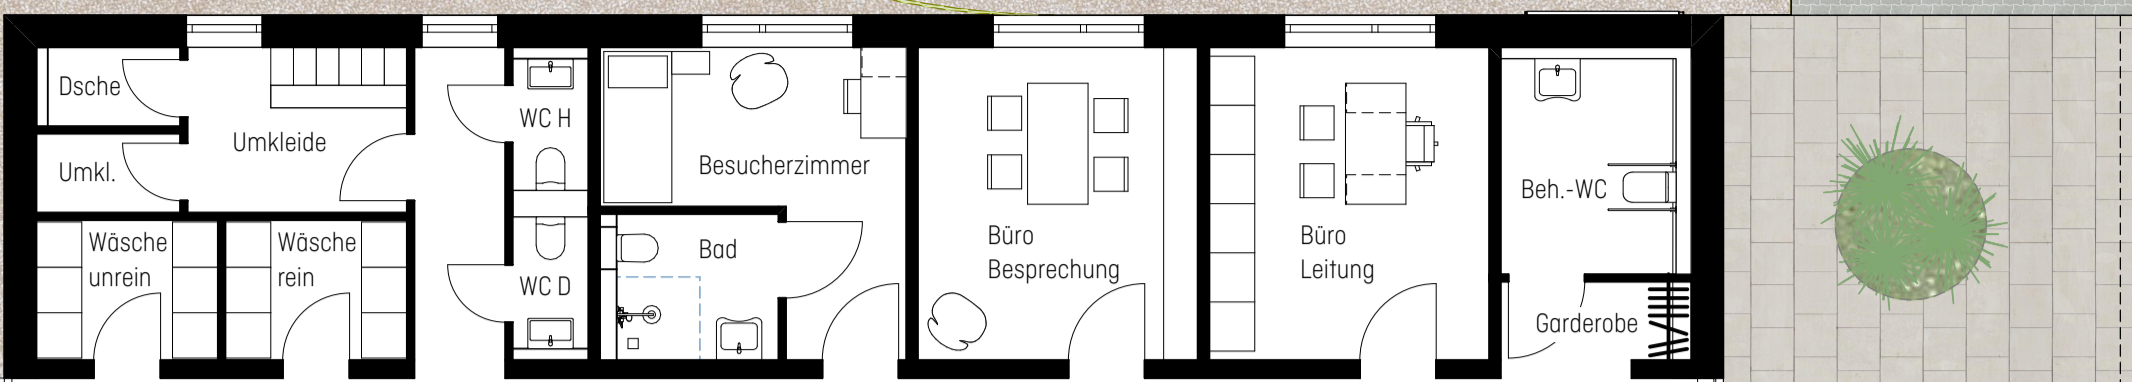 Dsche
Umkl.
Umkleide
Wäsche
unrein
Wäsche
rein
WC H
WC D
Besucherzimmer
Bad
Büro
Besprechung
Büro
Leitung
Beh.-WC
Garderobe